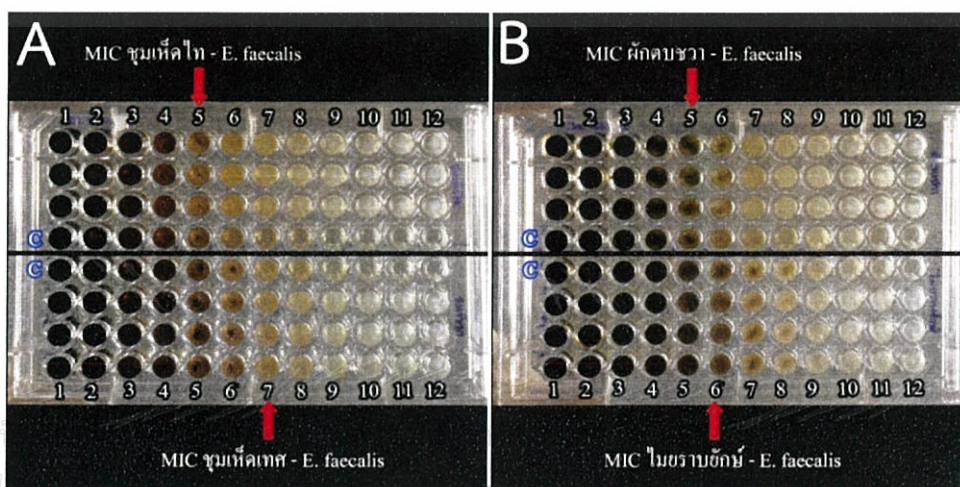 A
MIC ชุมเห็ดไท - E. faecalis
1 2 3 4 5 6 7 8 9 10 11 12
C
C
1 2 3 4 5 6 7 8 9 10 11 12
MIC ชุมเห็ดเทศ - E. faecalis
B
MIC ผักตบชวา - E. faecalis
1 2 3 4 5 6 7 8 9 10 11 12
C
C
1 2 3 4 5 6 7 8 9 10 11 12
MIC ไมยราบยักษ์ - E. faecalis